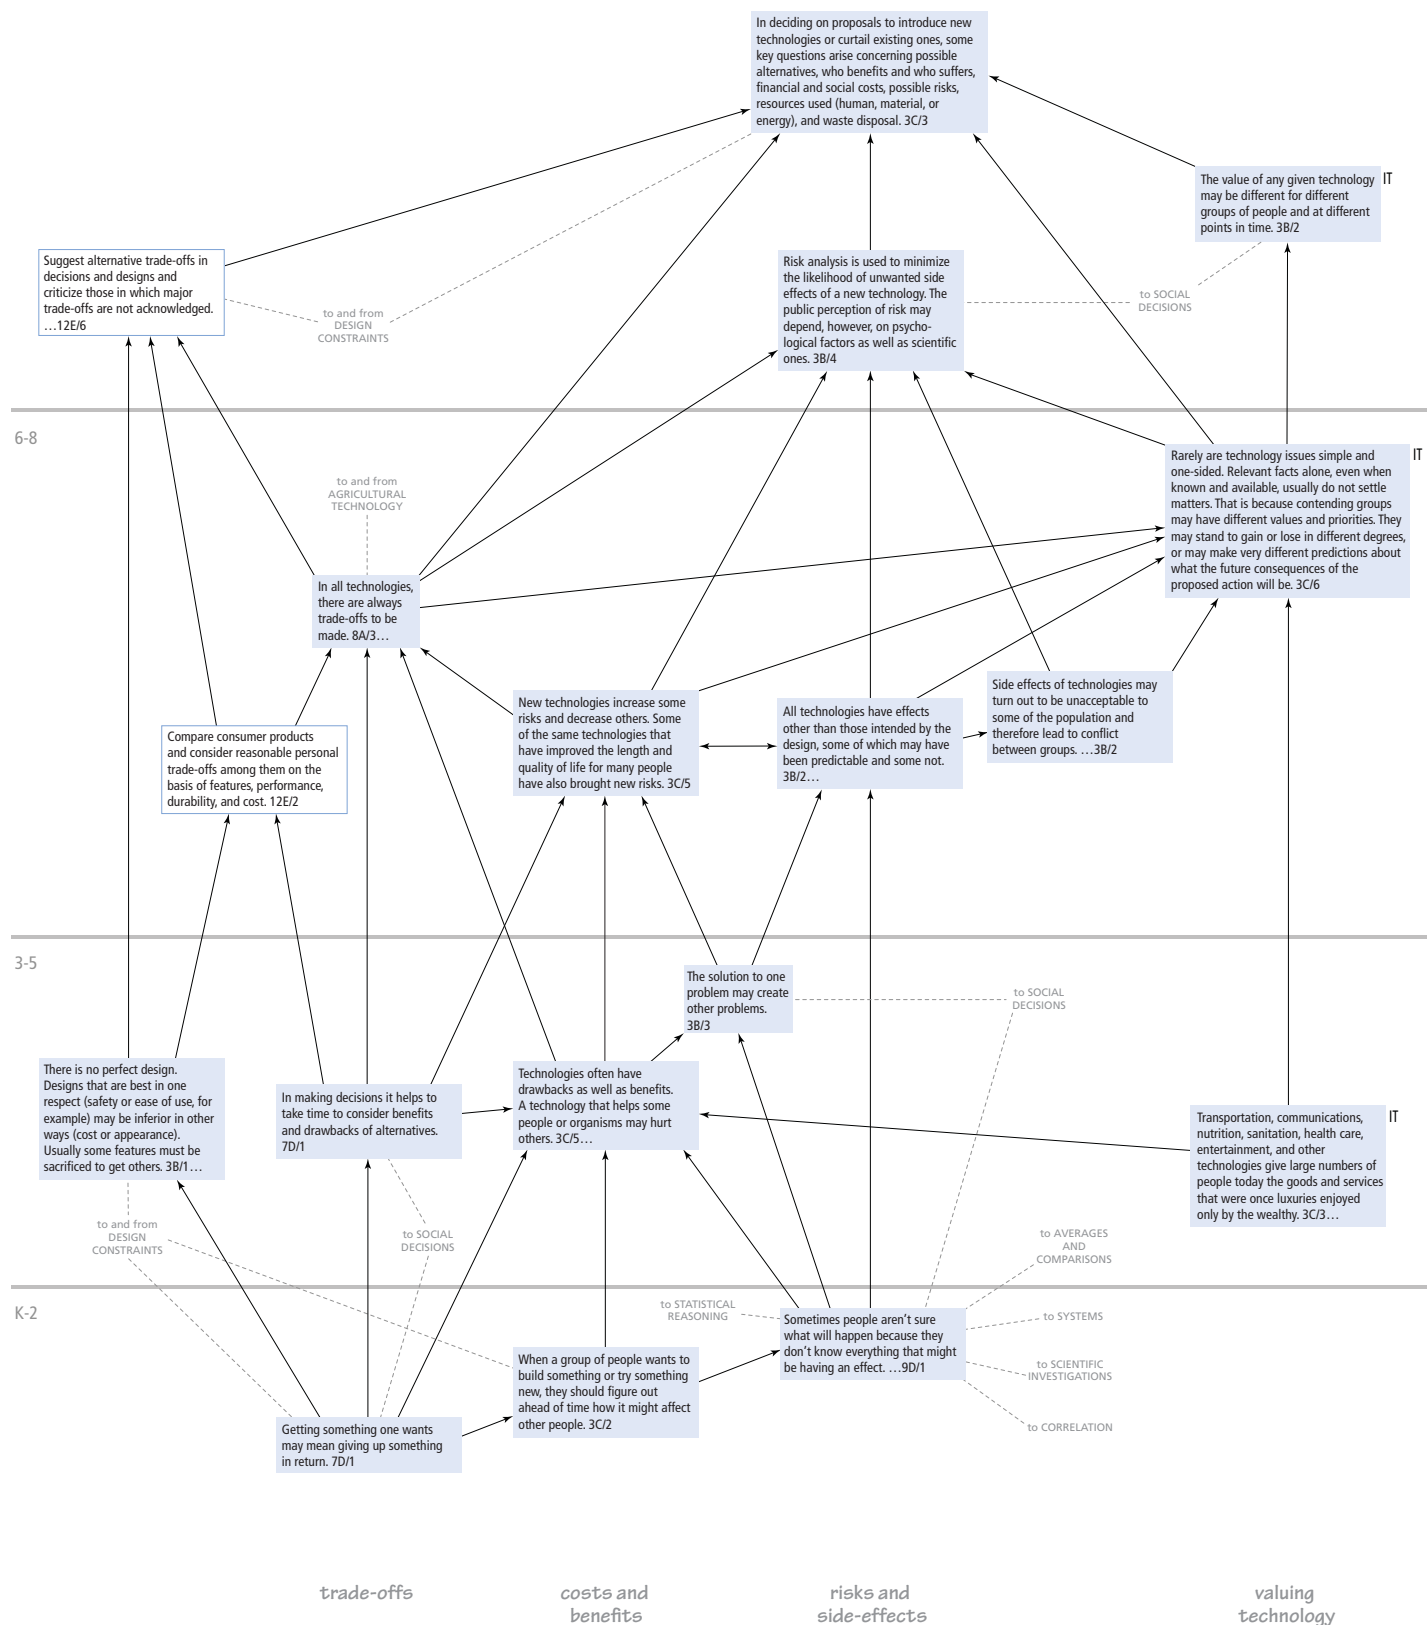 In deciding on proposals to introduce new
technologies or curtail existing ones, some
key questions arise concerning possible
alternatives, who benefits and who suffers,
financial and social costs, possible risks,
resources used (human, material, or
energy), and waste disposal. 3C/3
The value of any given technology
may be different for different
groups of people and at different
points in time. 3B/2
IT
Suggest alternative trade-offs in
decisions and designs and
criticize those in which major
trade-offs are not acknowledged.
…12E/6
to and from
DESIGN
CONSTRAINTS
Risk analysis is used to minimize
the likelihood of unwanted side
effects of a new technology. The
public perception of risk may
depend, however, on psycho-
logical factors as well as scientific
ones. 3B/4
to SOCIAL
DECISIONS
6-8
to and from
AGRICULTURAL
TECHNOLOGY
Rarely are technology issues simple and
one-sided. Relevant facts alone, even when
known and available, usually do not settle
matters. That is because contending groups
may have different values and priorities. They
may stand to gain or lose in different degrees,
or may make very different predictions about
what the future consequences of the
proposed action will be. 3C/6
IT
In all technologies,
there are always
trade-offs to be
made. 8A/3…
Compare consumer products
and consider reasonable personal
trade-offs among them on the
basis of features, performance,
durability, and cost. 12E/2
New technologies increase some
risks and decrease others. Some
of the same technologies that
have improved the length and
quality of life for many people
have also brought new risks. 3C/5
All technologies have effects
other than those intended by the
design, some of which may have
been predictable and some not.
3B/2…
Side effects of technologies may
turn out to be unacceptable to
some of the population and
therefore lead to conflict
between groups. …3B/2
3-5
The solution to one
problem may create
other problems.
3B/3
to SOCIAL
DECISIONS
There is no perfect design.
Designs that are best in one
respect (safety or ease of use, for
example) may be inferior in other
ways (cost or appearance).
Usually some features must be
sacrificed to get others. 3B/1…
In making decisions it helps to
take time to consider benefits
and drawbacks of alternatives.
7D/1
Technologies often have
drawbacks as well as benefits.
A technology that helps some
people or organisms may hurt
others. 3C/5…
Transportation, communications,
nutrition, sanitation, health care,
entertainment, and other
technologies give large numbers of
people today the goods and services
that were once luxuries enjoyed
only by the wealthy. 3C/3…
IT
to and from
DESIGN
CONSTRAINTS
to SOCIAL
DECISIONS
to AVERAGES
AND
COMPARISONS
K-2
to STATISTICAL
REASONING
Sometimes people aren't sure
what will happen because they
don't know everything that might
be having an effect. …9D/1
to SYSTEMS
to SCIENTIFIC
INVESTIGATIONS
to CORRELATION
When a group of people wants to
build something or try something
new, they should figure out
ahead of time how it might affect
other people. 3C/2
Getting something one wants
may mean giving up something
in return. 7D/1
trade-offs
costs and
benefits
risks and
side-effects
valuing
technology